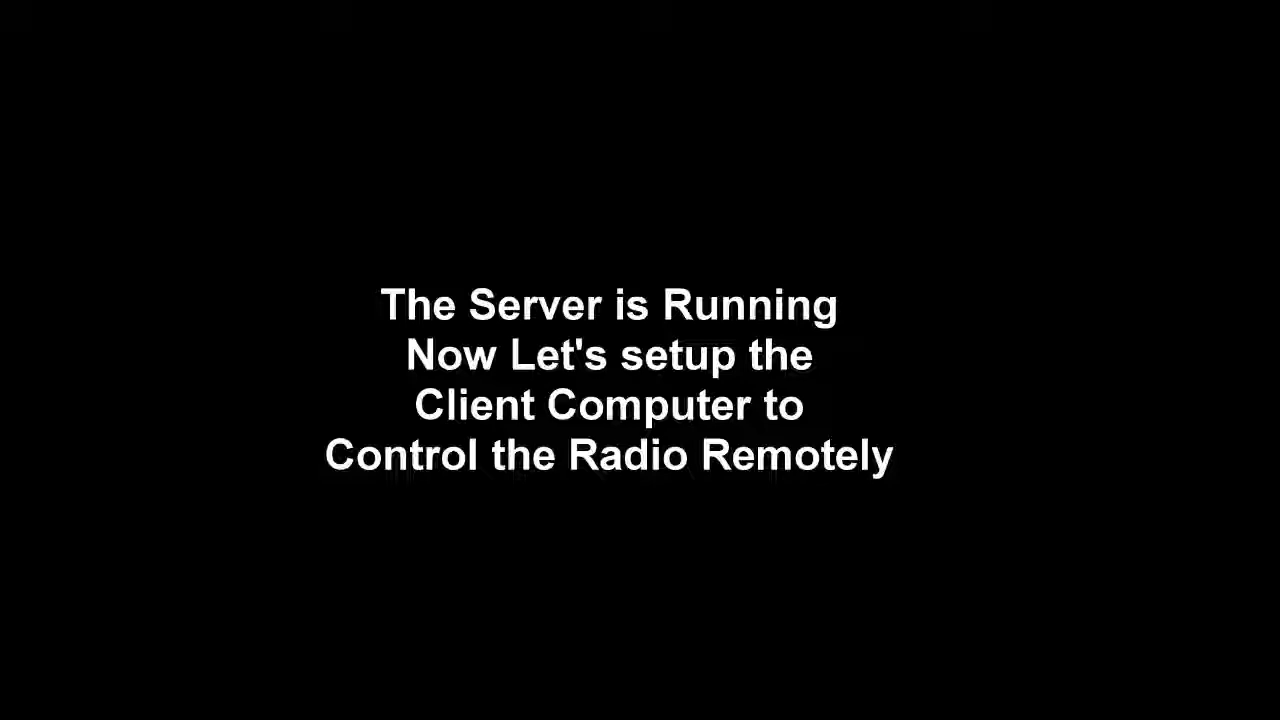 The Server is Running
Now Let's setup the
Client Computer to
Control the Radio Remotely